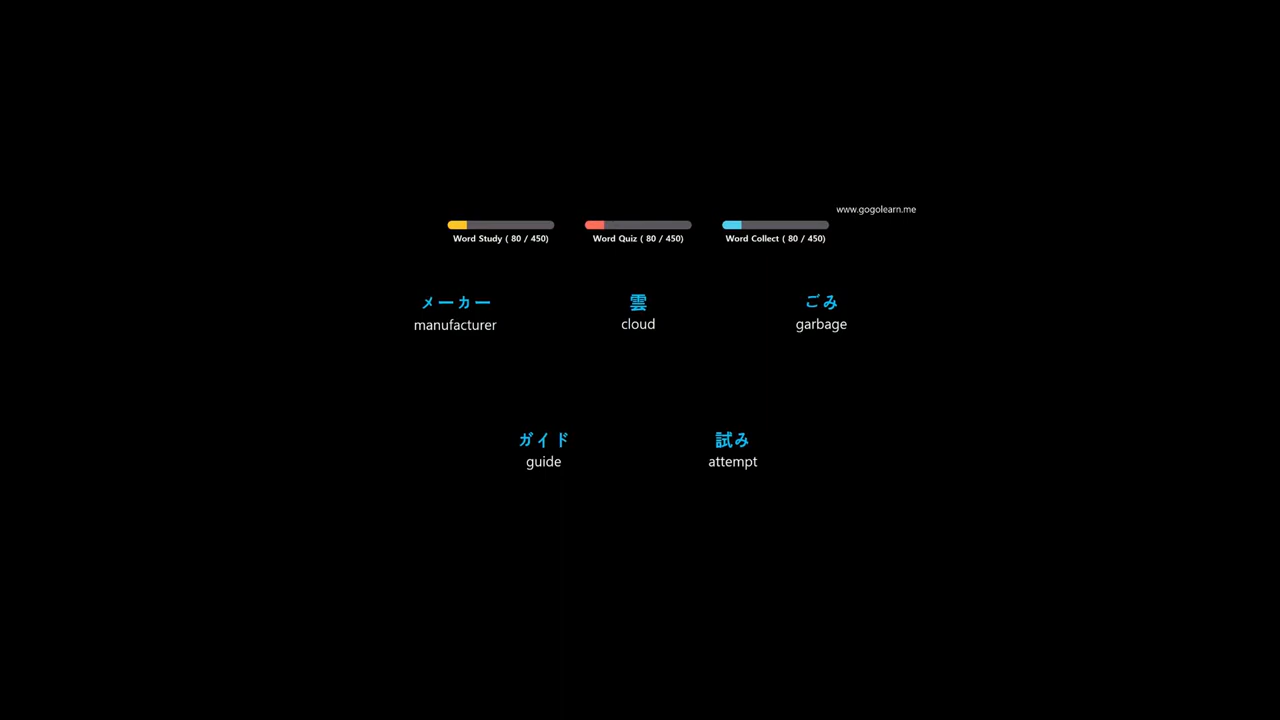 www.gogolearn.me
Word Study ( 80 / 450)
Word Quiz ( 80 / 450)
Word Collect ( 80 / 450)
メーカー
manufacturer
雲
cloud
ごみ
garbage
ガイド
guide
試み
attempt